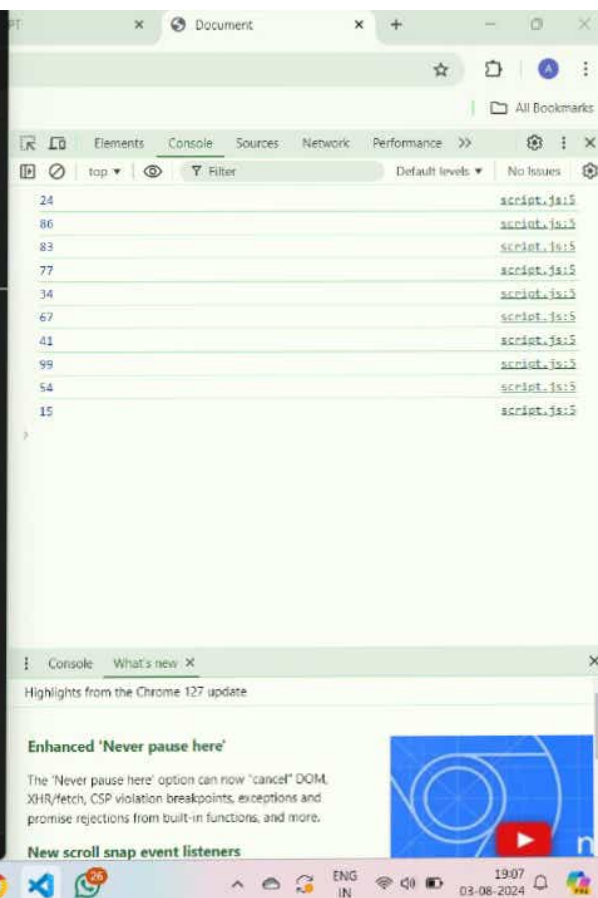 PT
Document
All Bookmarks
Elements Console Sources Network Performance
top Filter Default levels No Issues
24 script.js:5
86 script.js:5
83 script.js:5
77 script.js:5
34 script.js:5
67 script.js:5
41 script.js:5
99 script.js:5
54 script.js:5
15 script.js:5
Console What's new
Highlights from the Chrome 127 update
Enhanced 'Never pause here'
The 'Never pause here' option can now "cancel" DOM,
XHR/fetch, CSP violation breakpoints, exceptions and
promise rejections from built-in functions, and more.
New scroll snap event listeners
n
26
ENG
IN
19:07
03-08-2024
PRE